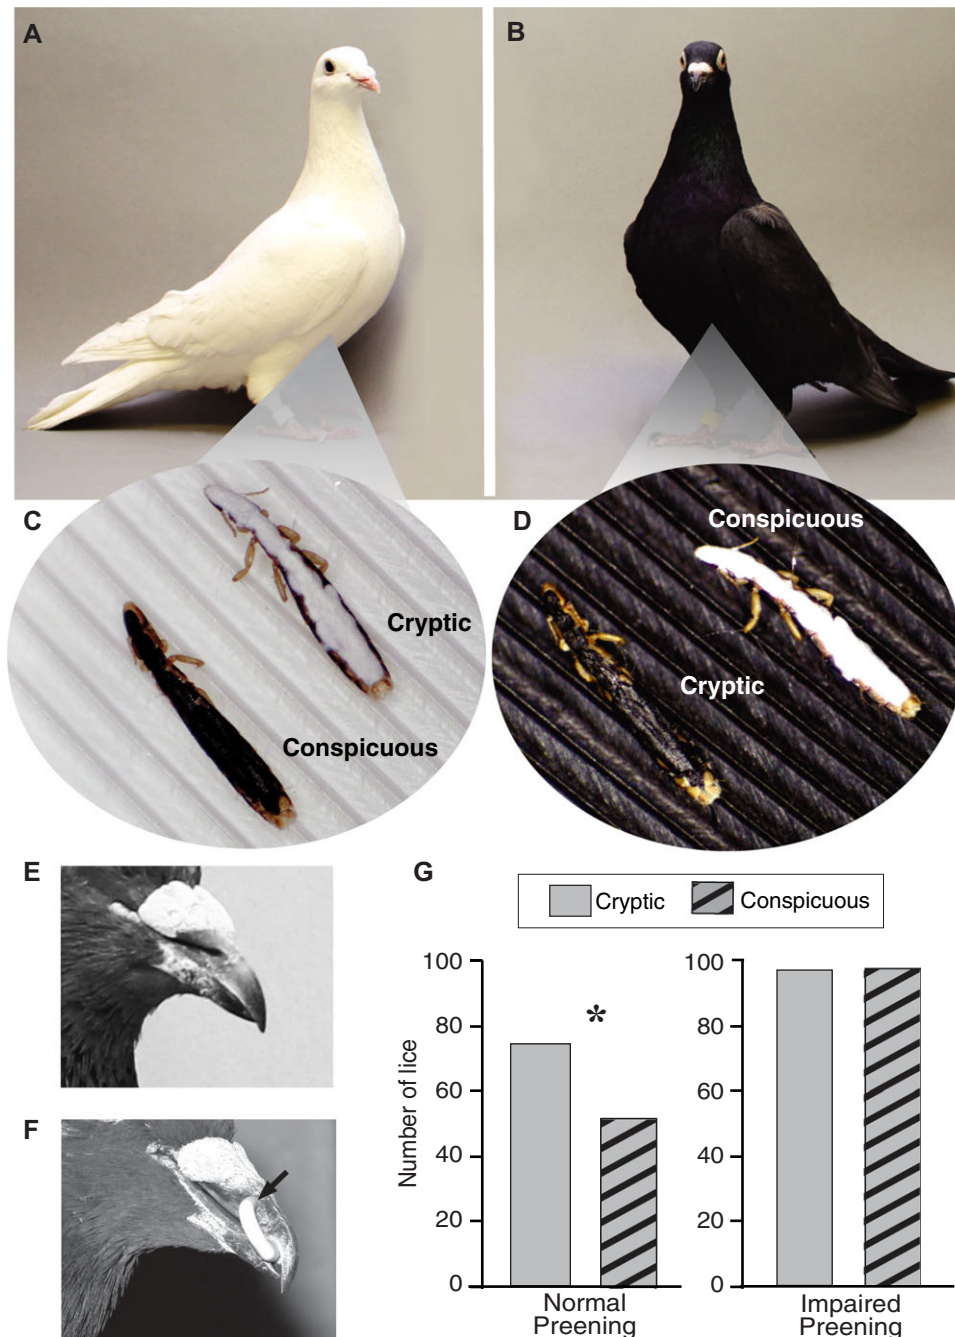 A
B
C
D
Conspicuous
Cryptic
Cryptic
Conspicuous
E
F
G
Cryptic
Conspicuous
Number of lice
100
80
60
40
20
0
*
Normal
Preening
100
80
60
40
20
0
Impaired
Preening